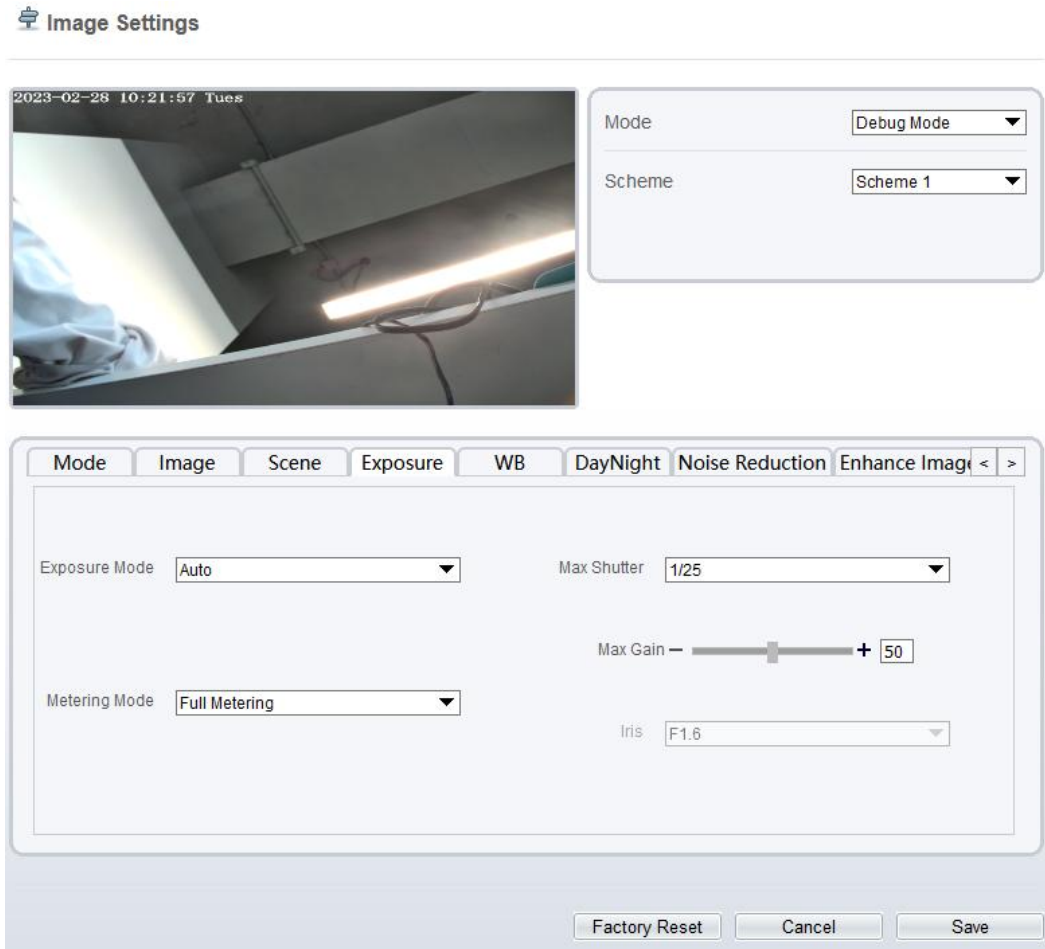 Image Settings
2023-02-28 10:21:57 Tues
Mode Debug Mode
Scheme Scheme 1
Mode Image Scene Exposure WB DayNight Noise Reduction Enhance Image < >
Exposure Mode Auto Max Shutter 1/25
Max Gain − + 50
Metering Mode Full Metering
Iris F1.6
Factory Reset Cancel Save